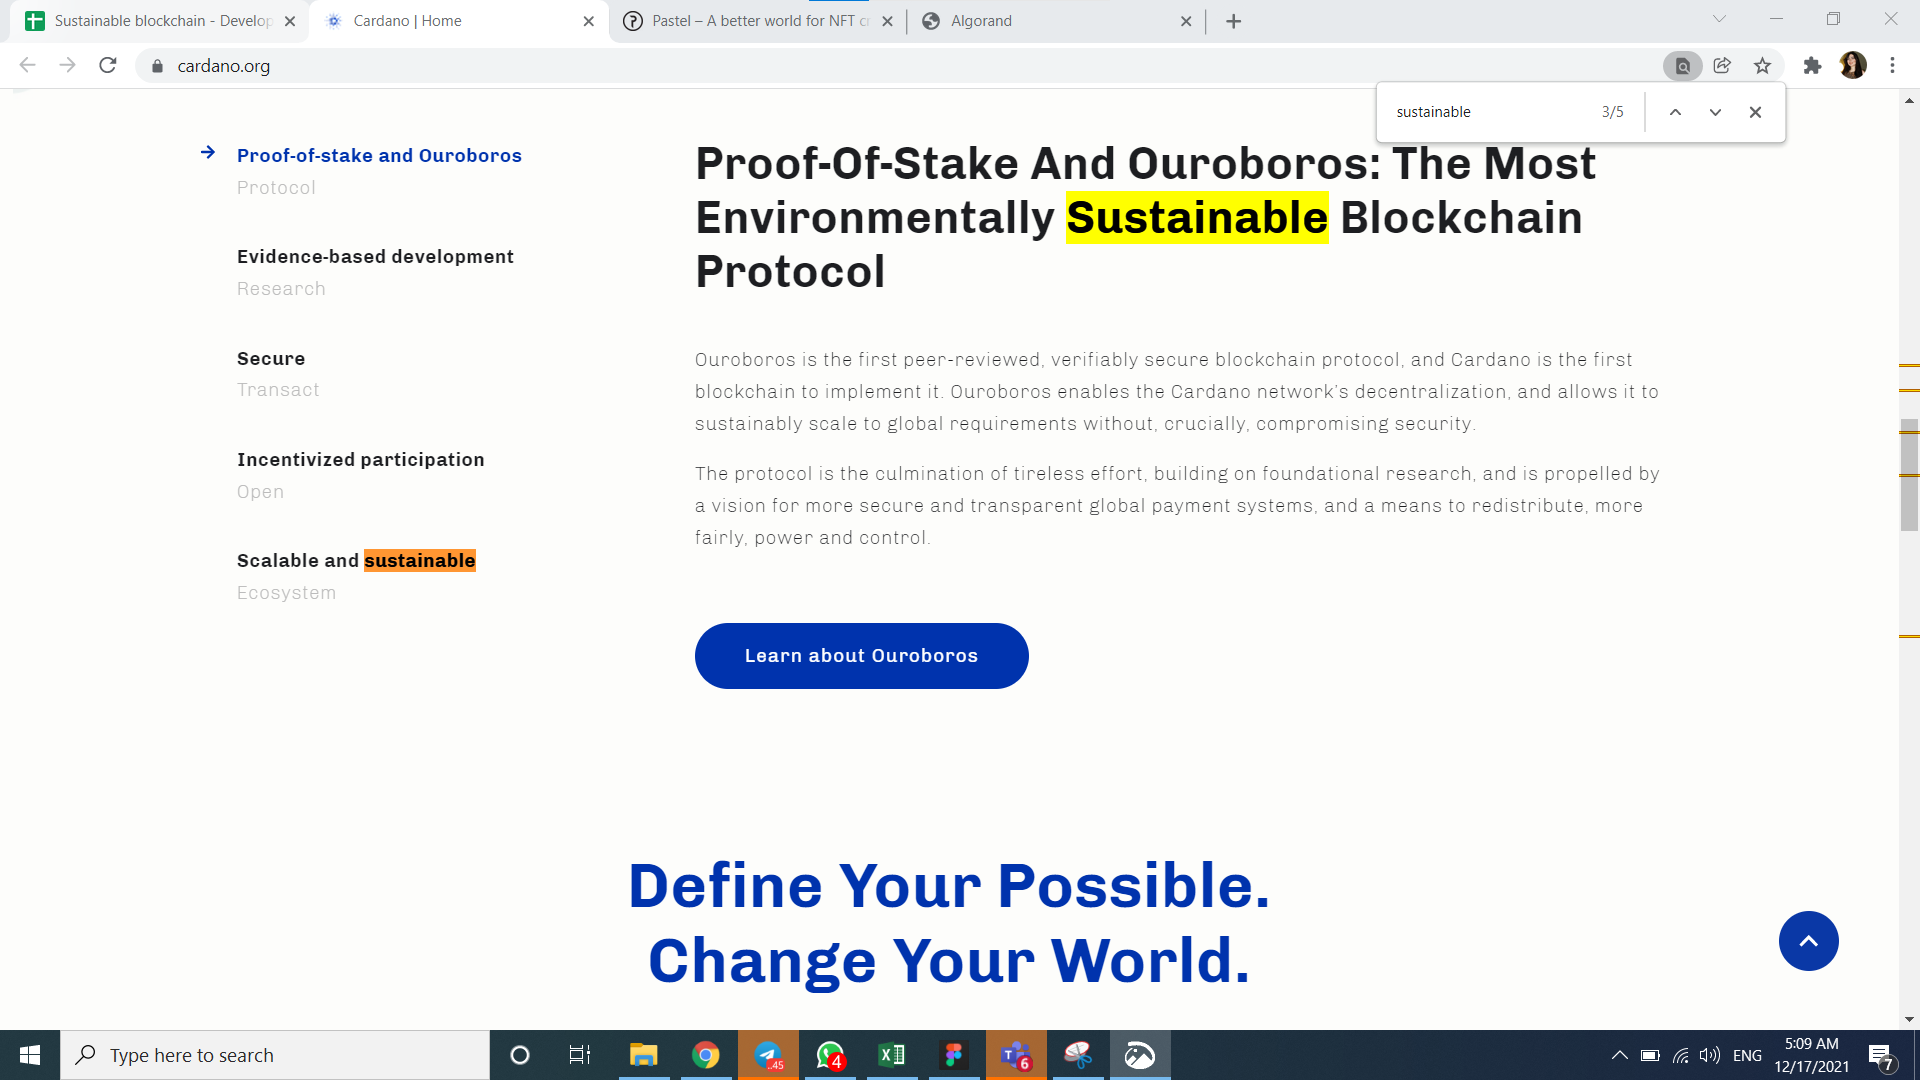 Sustainable blockchain - Develop
Cardano | Home
Pastel – A better world for NFT cr
Algorand
cardano.org
sustainable
3/5
Proof-of-stake and Ouroboros
Protocol
Evidence-based development
Research
Secure
Transact
Incentivized participation
Open
Scalable and sustainable
Ecosystem
Proof-Of-Stake And Ouroboros: The Most
Environmentally Sustainable Blockchain
Protocol
Ouroboros is the first peer-reviewed, verifiably secure blockchain protocol, and Cardano is the first
blockchain to implement it. Ouroboros enables the Cardano network's decentralization, and allows it to
sustainably scale to global requirements without, crucially, compromising security.
The protocol is the culmination of tireless effort, building on foundational research, and is propelled by
a vision for more secure and transparent global payment systems, and a means to redistribute, more
fairly, power and control.
Learn about Ouroboros
Define Your Possible.
Change Your World.
Type here to search
..45
4
6
ENG
5:09 AM
12/17/2021
7